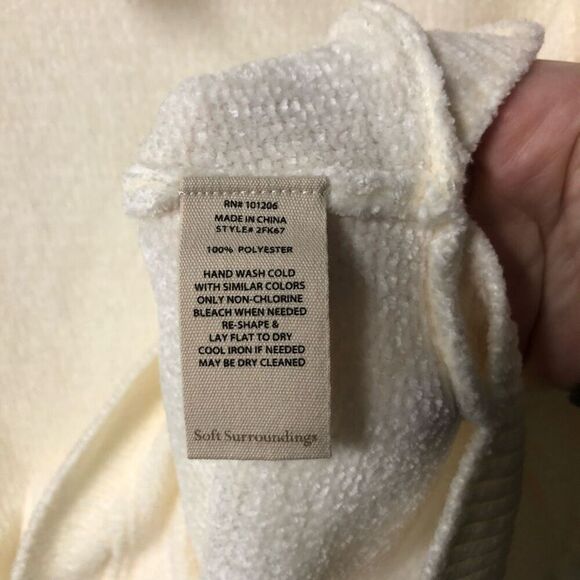 RN# 101206
MADE IN CHINA
STYLE# 2FK67
100% POLYESTER
HAND WASH COLD
WITH SIMILAR COLORS
ONLY NON-CHLORINE
BLEACH WHEN NEEDED
RE-SHAPE &
LAY FLAT TO DRY
COOL IRON IF NEEDED
MAY BE DRY CLEANED
Soft Surroundings